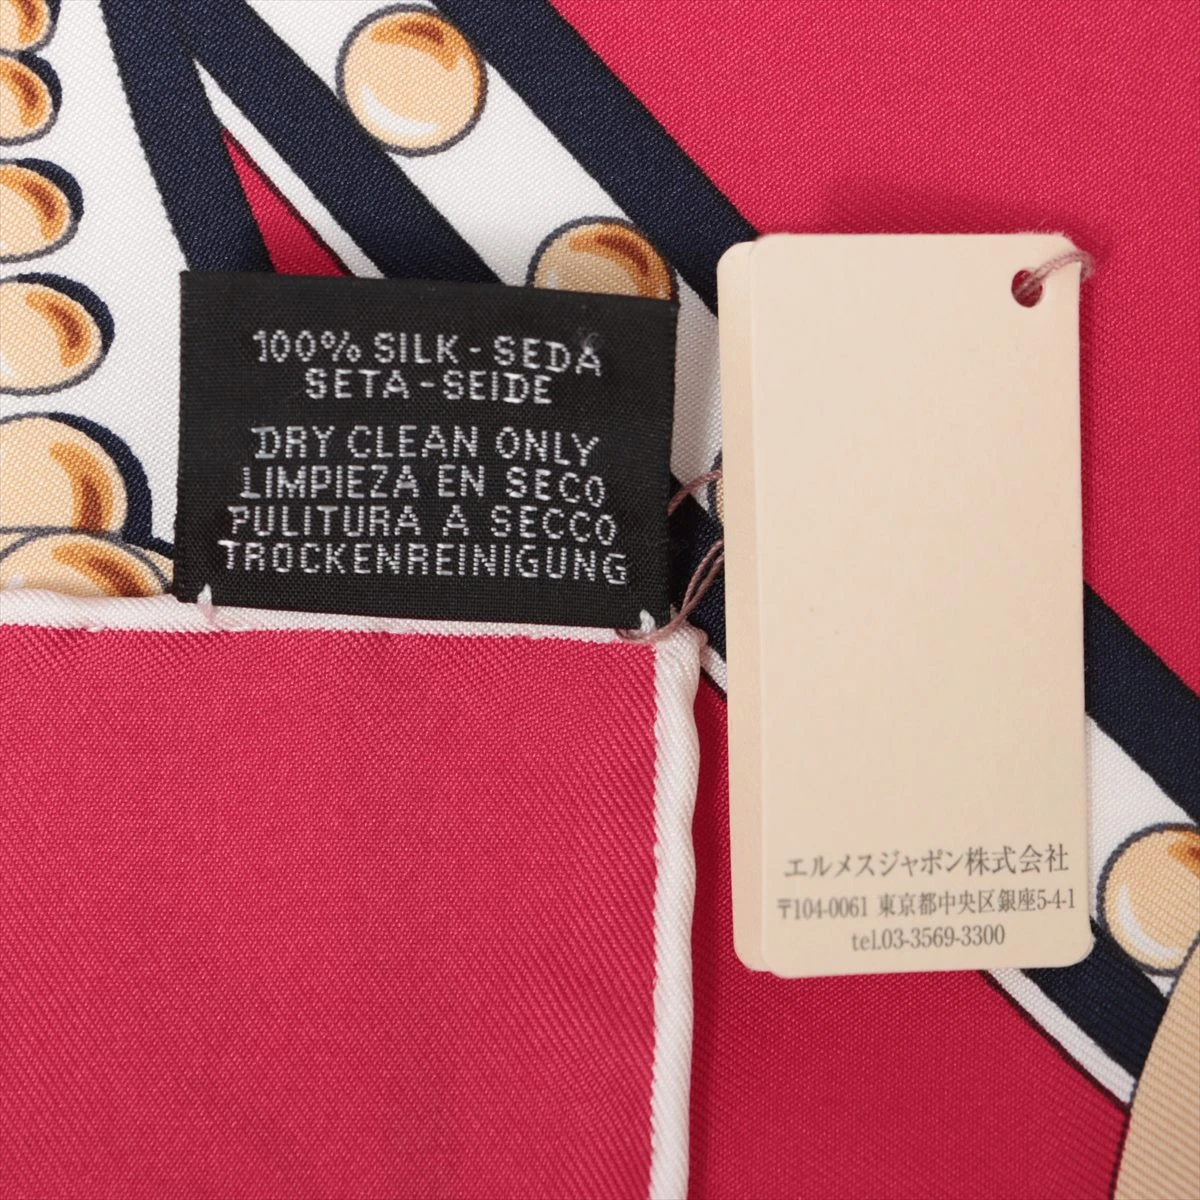 100% SILK - SEDA
SETA - SEIDE
DRY CLEAN ONLY
LIMPIEZA EN SECO
PULITURA A SECCO
TROCKENREINIGUNG
エルメスジャポン株式会社
〒104-0061 東京都中央区銀座5-4-1
tel.03-3569-3300